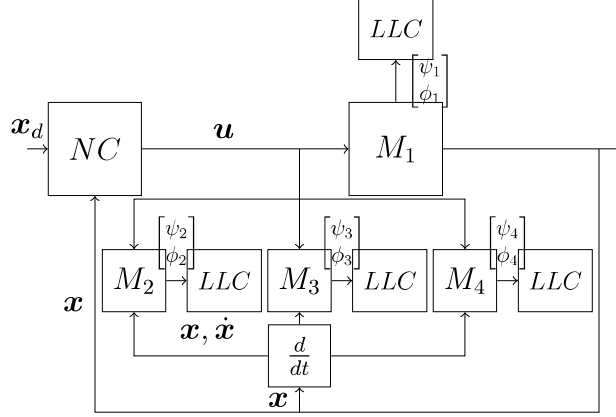 LLC
[ψ₁ ϕ₁]
𝒙_d
NC
𝒖
M₁
[ψ₂ ϕ₂]
[ψ₃ ϕ₃]
[ψ₄ ϕ₄]
M₂
LLC
M₃
LLC
M₄
LLC
𝒙
𝒙, 𝒙̇
d/dt
𝒙